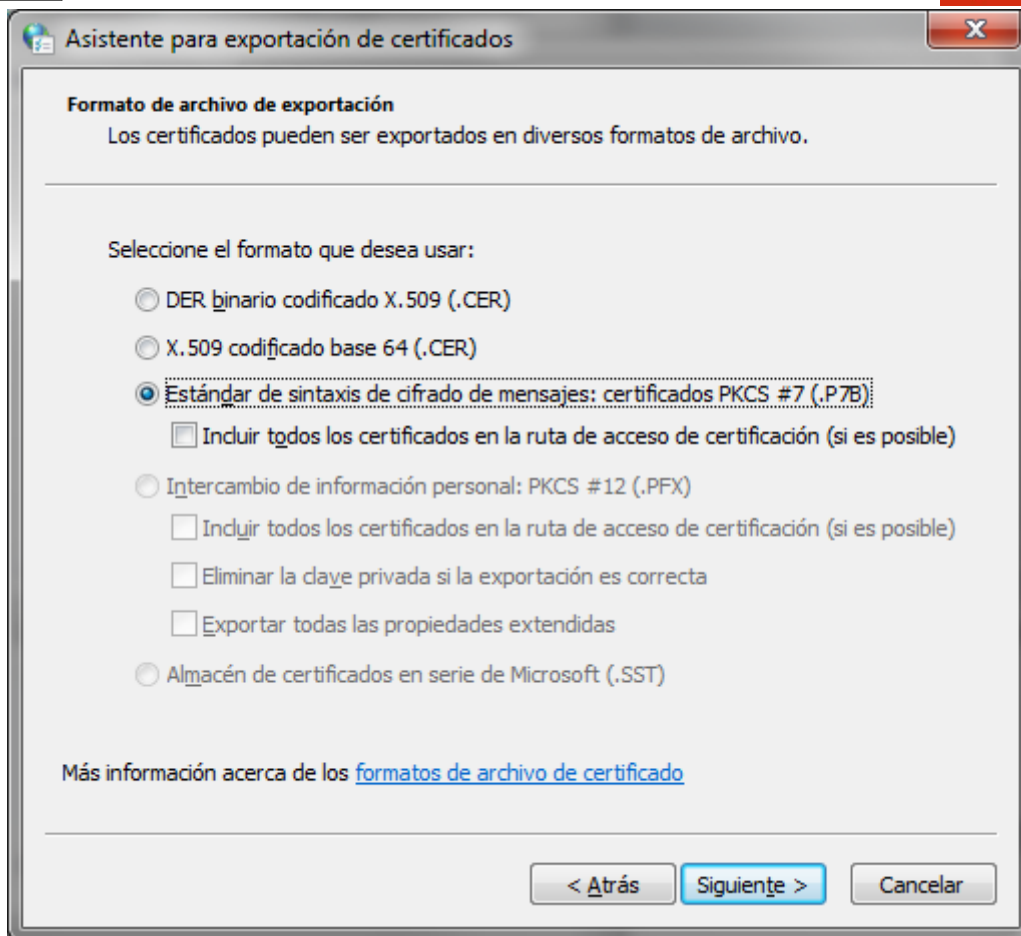 Asistente para exportación de certificados
Formato de archivo de exportación
Los certificados pueden ser exportados en diversos formatos de archivo.
Seleccione el formato que desea usar:
DER binario codificado X.509 (.CER)
X.509 codificado base 64 (.CER)
Estándar de sintaxis de cifrado de mensajes: certificados PKCS #7 (.P7B)
Incluir todos los certificados en la ruta de acceso de certificación (si es posible)
Intercambio de información personal: PKCS #12 (.PFX)
Incluir todos los certificados en la ruta de acceso de certificación (si es posible)
Eliminar la clave privada si la exportación es correcta
Exportar todas las propiedades extendidas
Almacén de certificados en serie de Microsoft (.SST)
Más información acerca de los formatos de archivo de certificado
< Atrás Siguiente > Cancelar